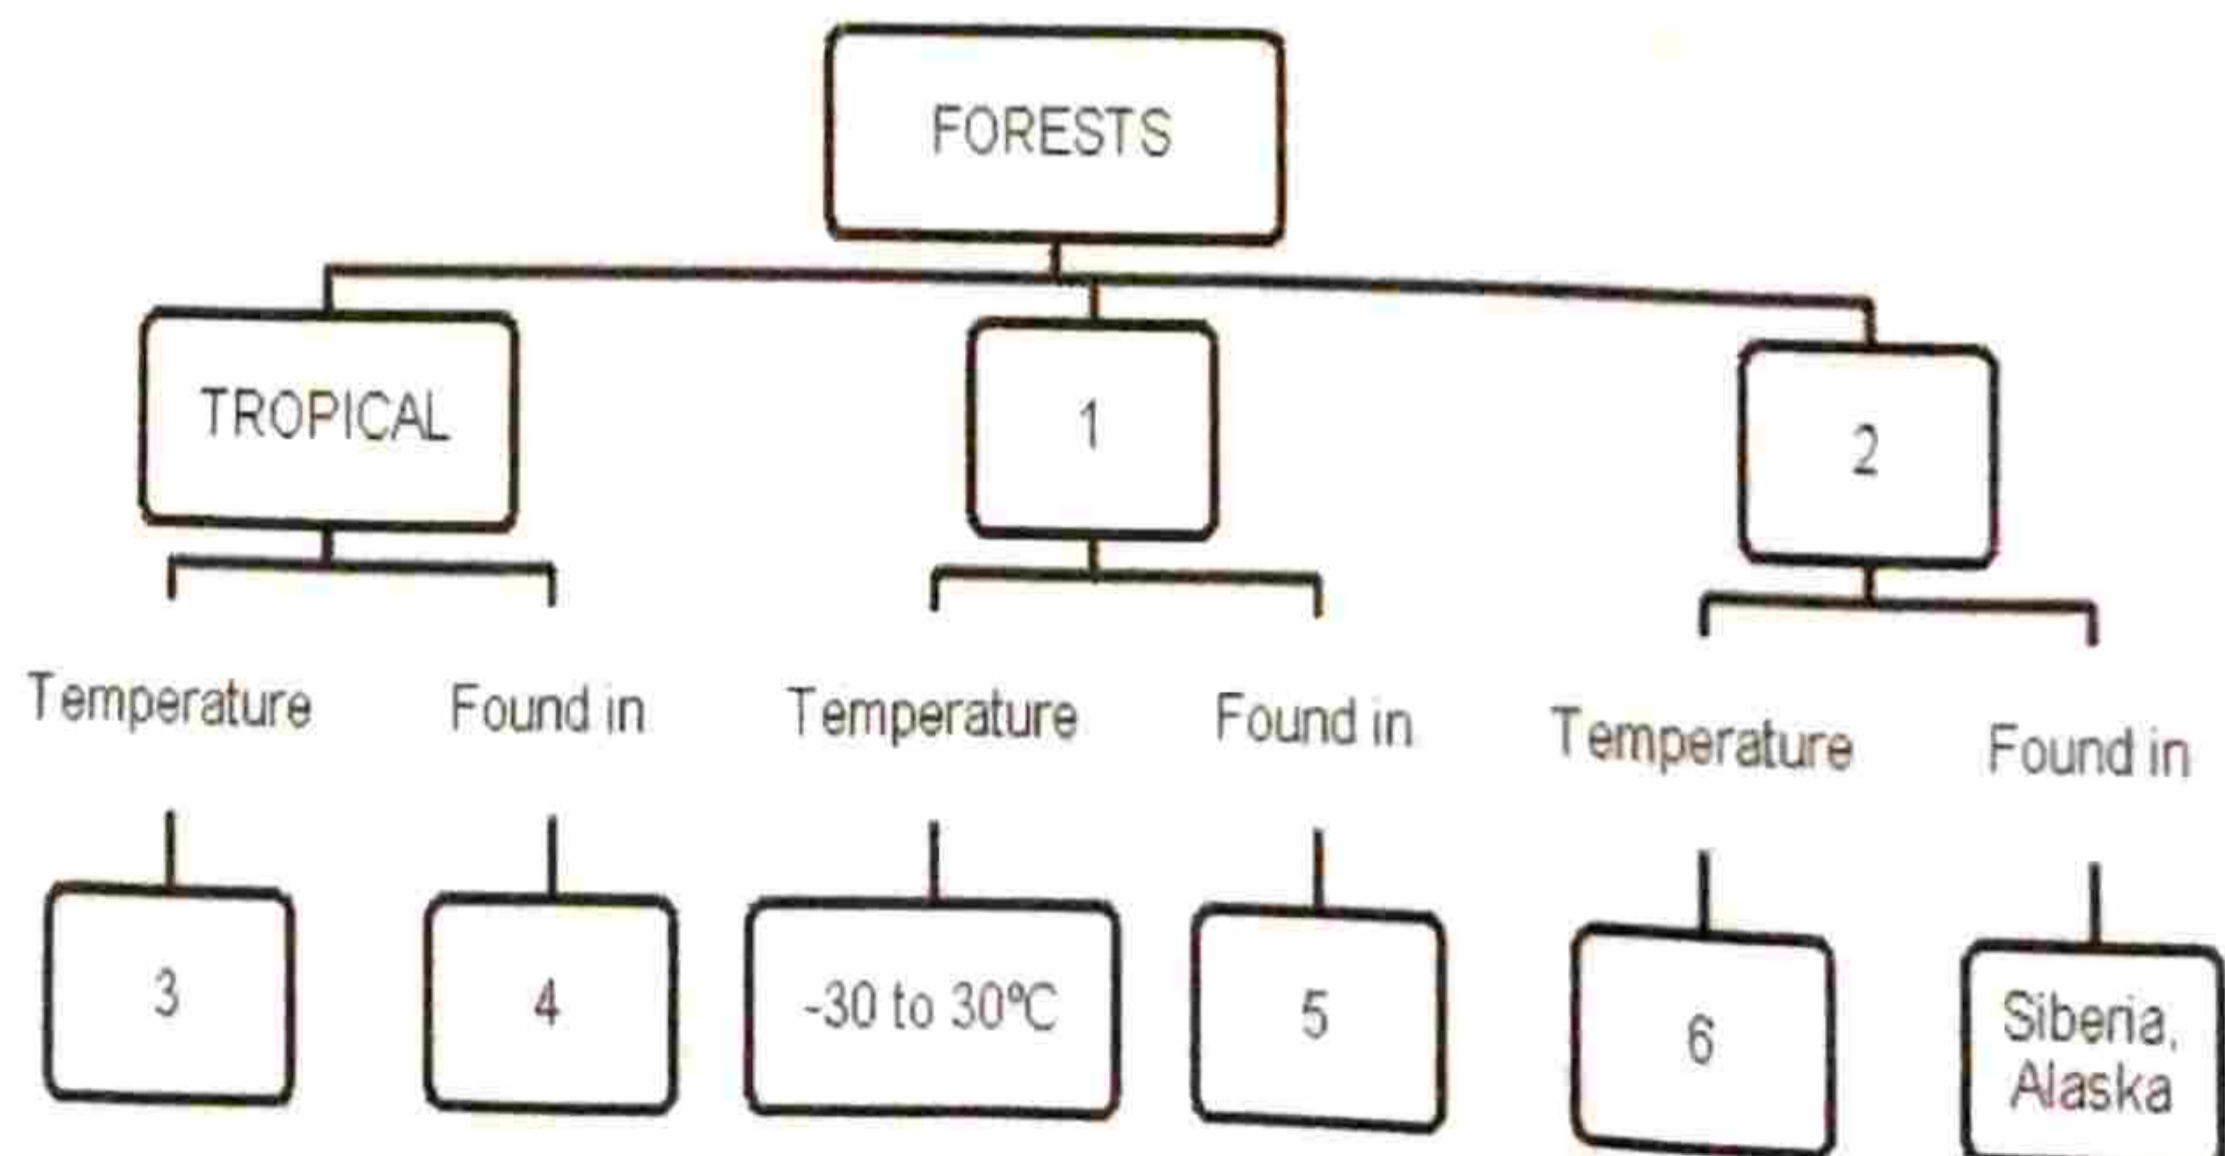 FORESTS
TROPICAL
1
2
Temperature
Found in
Temperature
Found in
Temperature
Found in
3
4
-30 to 30ºC
5
6
Siberia,
Alaska